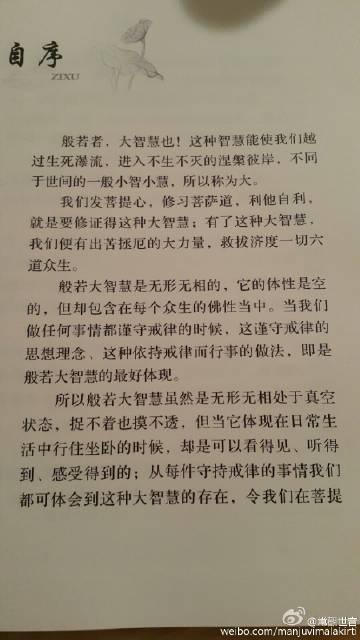 自序
ZIXU
般若者，大智慧也！这种智慧能使我们越
过生死瀑流，进入不生不灭的涅槃彼岸，不同
于世间的一般小智小慧，所以称为大。
我们发菩提心，修习菩萨道，利他自利，
就是要修证得这种大智慧；有了这种大智慧，
我们便有出苦拯厄的大力量，救拔济度一切六
道众生。
般若大智慧是无形无相的，它的体性是空
的，但却包含在每个众生的佛性当中。当我们
做任何事情都谨守戒律的时候，这谨守戒律的
思想理念、这种依持戒律而行事的做法，即是
般若大智慧的最好体现。
所以般若大智慧虽然是无形无相处于真空
状态，捉不着也摸不透，但当它体现在日常生
活中行住坐卧的时候，却是可以看得见、听得
到、感受得到的；从每件守持戒律的事情我们
都可体会到这种大智慧的存在，令我们在菩提
weibo.com/manjuvimalakirti